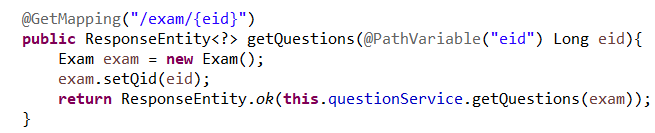 @GetMapping("/exam/{eid}")
public ResponseEntity<?> getQuestions(@PathVariable("eid") Long eid){
    Exam exam = new Exam();
    exam.setQid(eid);
    return ResponseEntity.ok(this.questionService.getQuestions(exam));
}